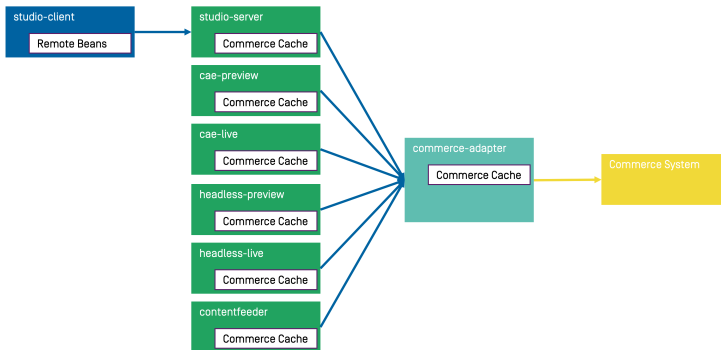 studio-client
Remote Beans
studio-server
Commerce Cache
cae-preview
Commerce Cache
cae-live
Commerce Cache
headless-preview
Commerce Cache
headless-live
Commerce Cache
contentfeeder
Commerce Cache
commerce-adapter
Commerce Cache
Commerce System